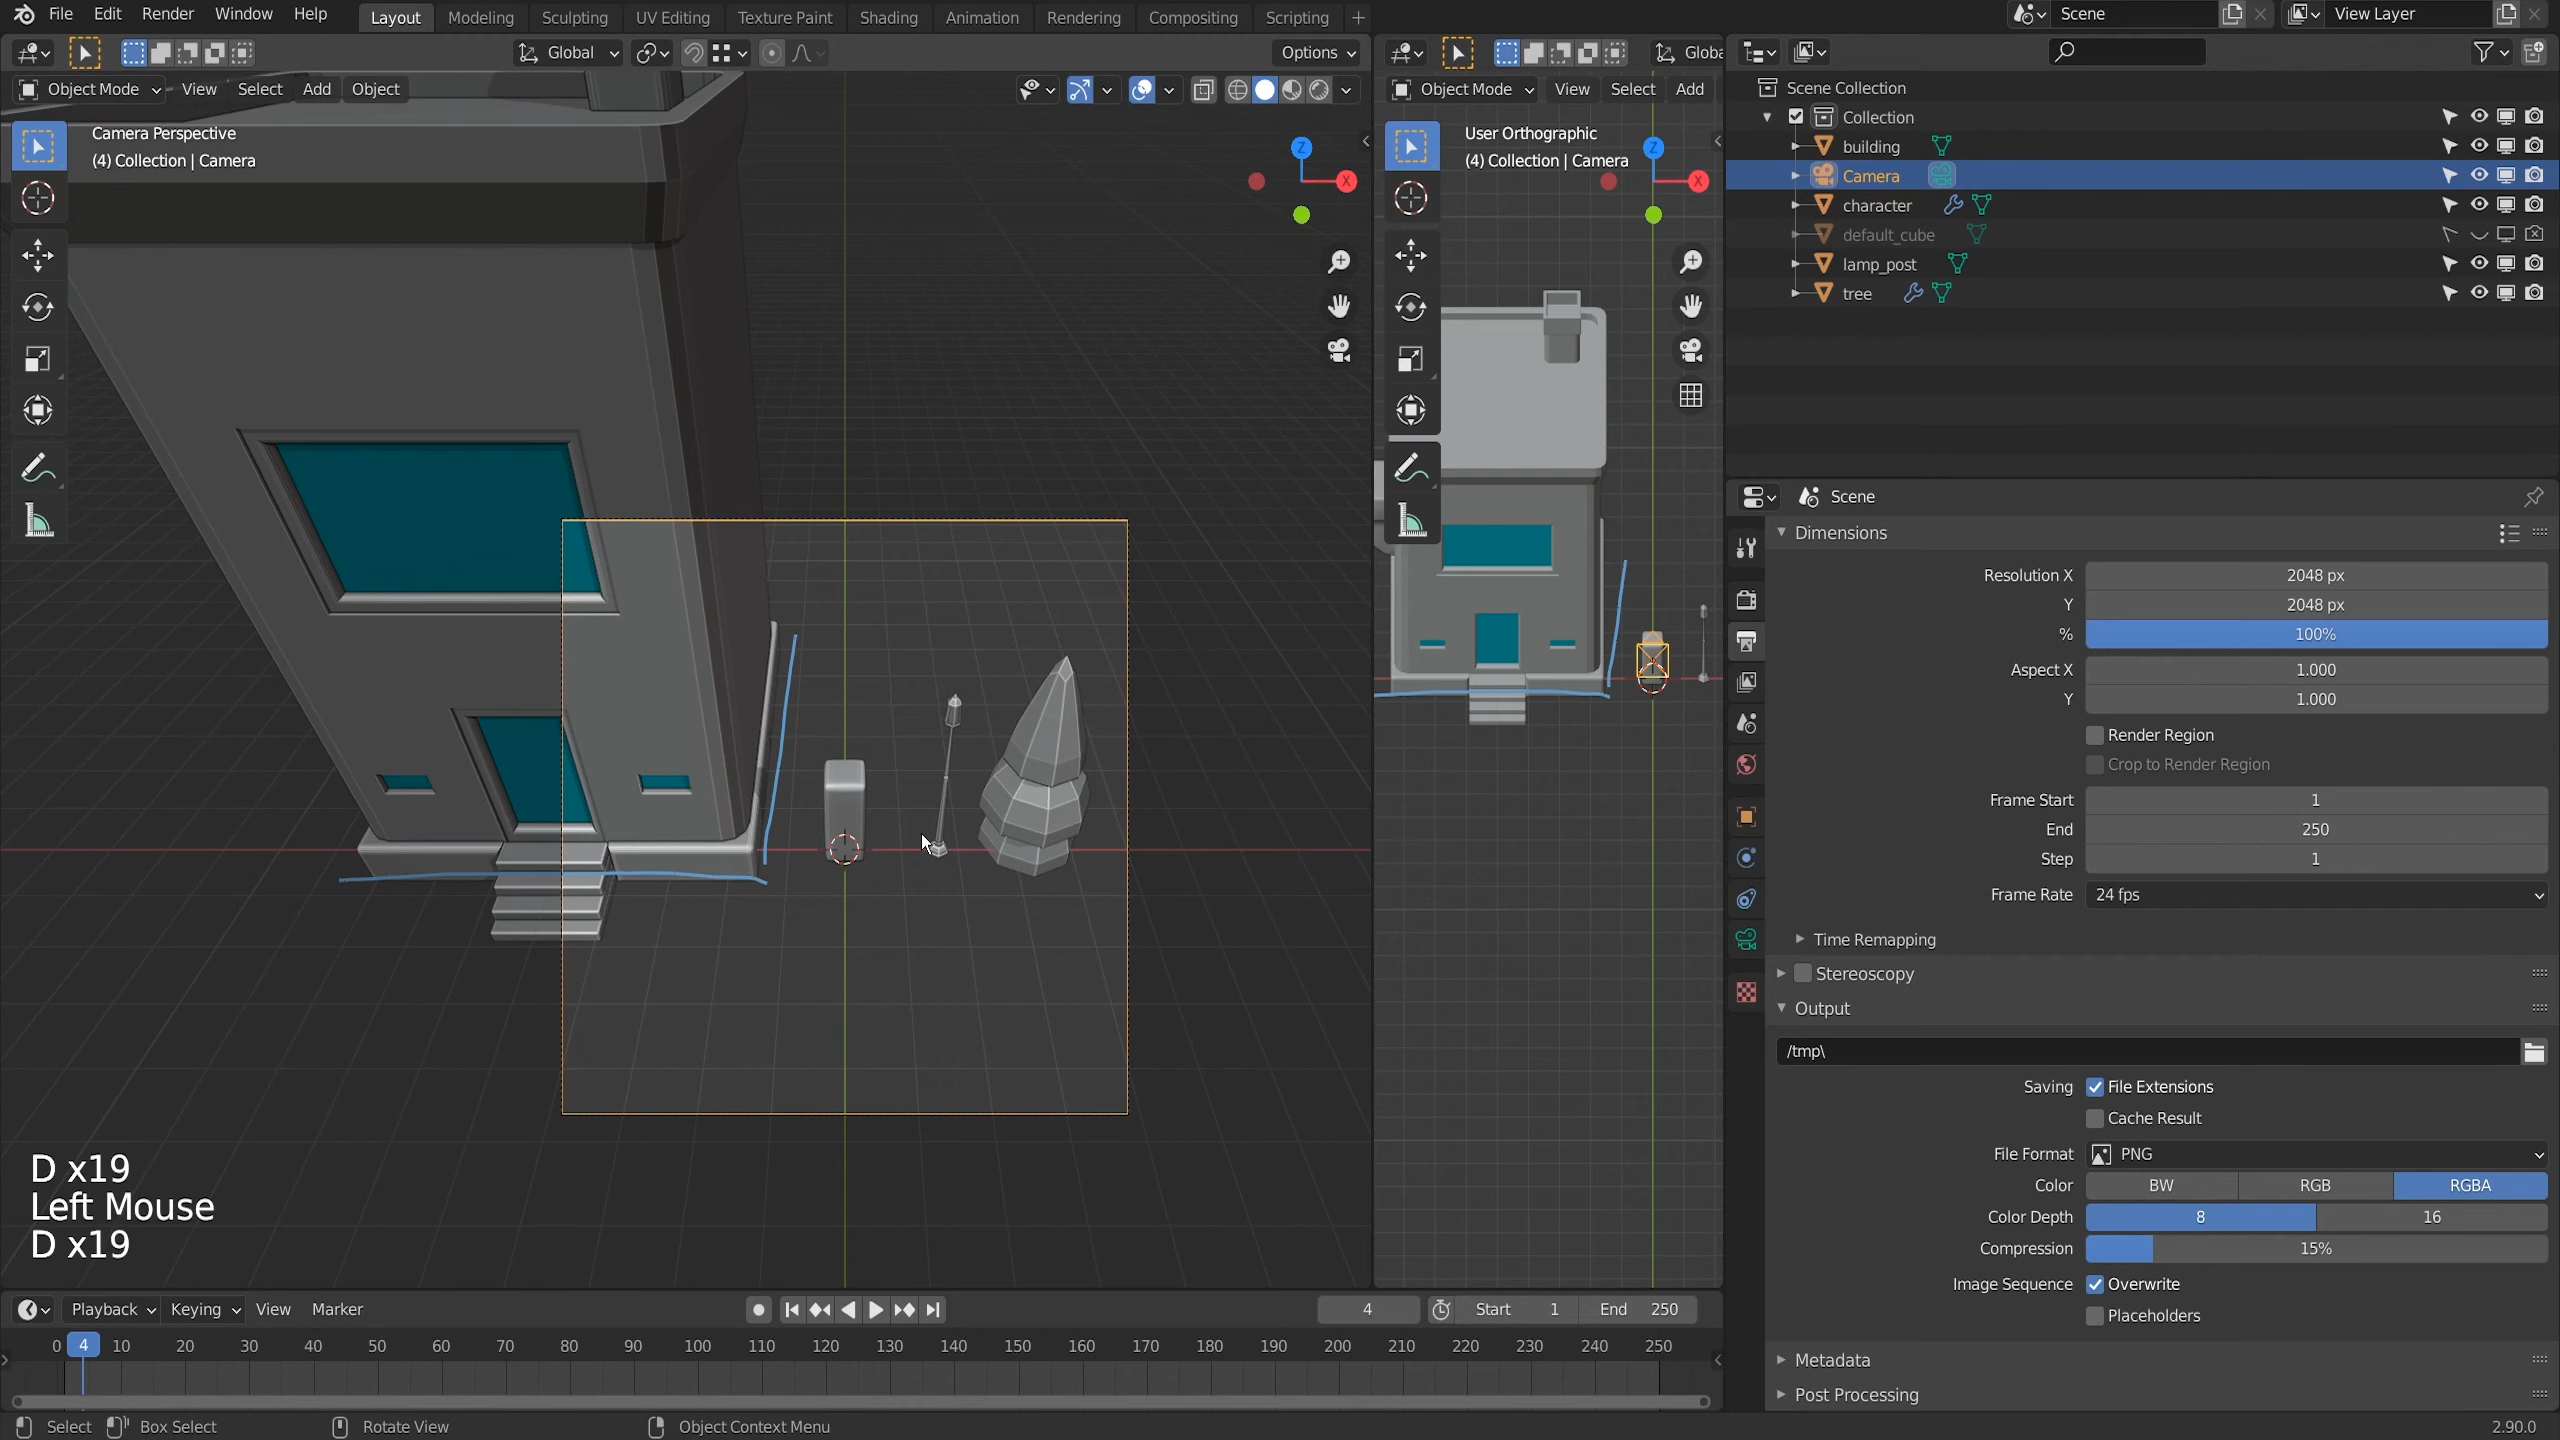 File Edit Render Window Help Layout Modeling Sculpting UV Editing Texture Paint Shading Animation Rendering Compositing Scripting + Scene View Layer
Global Options Globa
Object Mode View Select Add Object Object Mode View Select Add
Camera Perspective
(4) Collection | Camera
User Orthographic
(4) Collection | Camera
Z
X
Z
X
Scene Collection
Collection
building
Camera
character
default_cube
lamp_post
tree
Scene
Dimensions
Resolution X 2048 px
Y 2048 px
% 100%
Aspect X 1.000
Y 1.000
Render Region
Crop to Render Region
Frame Start 1
End 250
Step 1
Frame Rate 24 fps
Time Remapping
Stereoscopy
Output
/tmp\
Saving File Extensions
Cache Result
File Format PNG
Color BW RGB RGBA
Color Depth 8 16
Compression 15%
Image Sequence Overwrite
Placeholders
Metadata
Post Processing
D x19
Left Mouse
D x19
Playback Keying View Marker 4 Start 1 End 250
0 4 10 20 30 40 50 60 70 80 90 100 110 120 130 140 150 160 170 180 190 200 210 220 230 240 250
Select Box Select Rotate View Object Context Menu 2.90.0